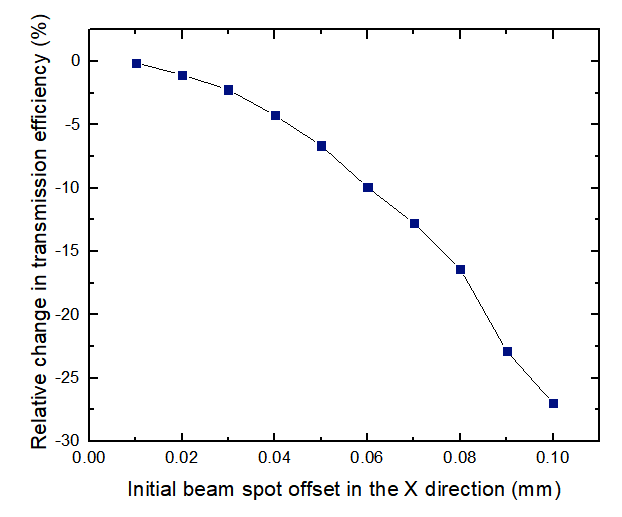 Relative change in transmission efficiency (%)
0
-5
-10
-15
-20
-25
-30
0.00 0.02 0.04 0.06 0.08 0.10
Initial beam spot offset in the X direction (mm)